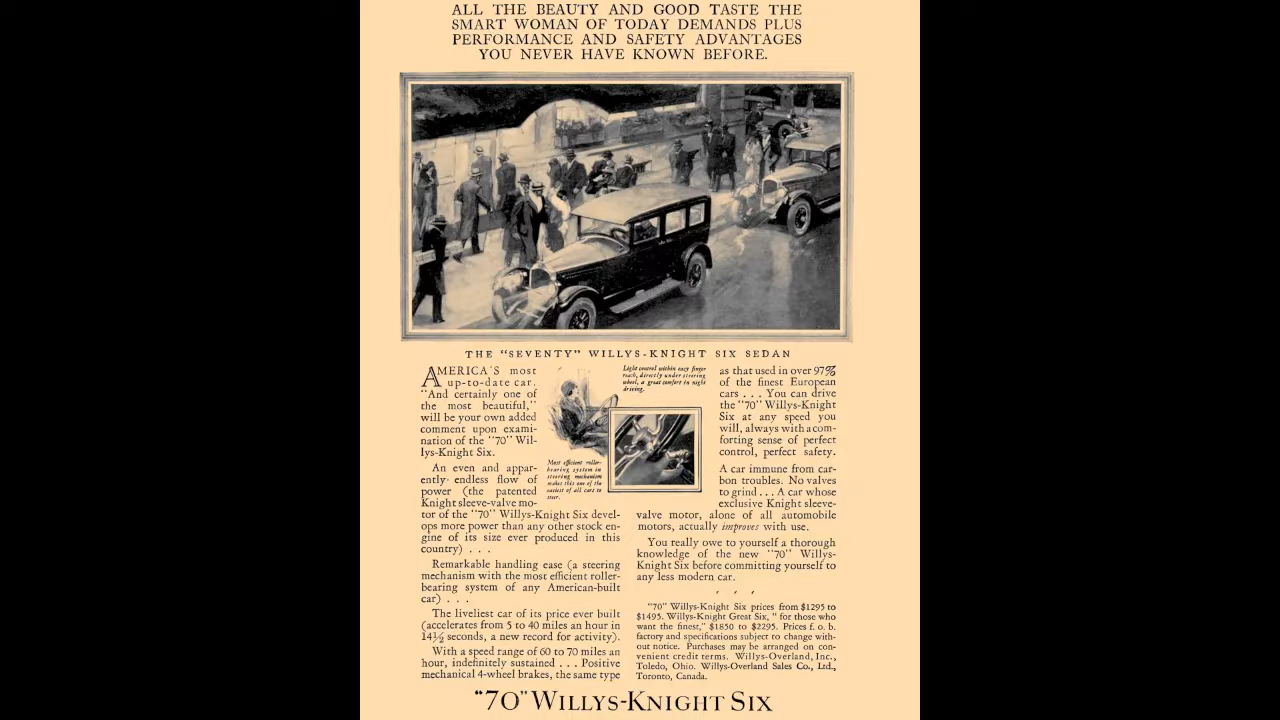 ALL THE BEAUTY AND GOOD TASTE THE
SMART WOMAN OF TODAY DEMANDS PLUS
PERFORMANCE AND SAFETY ADVANTAGES
YOU NEVER HAVE KNOWN BEFORE.
THE "SEVENTY" WILLYS-KNIGHT SIX SEDAN
AMERICA'S most
up-to-date car.
"And certainly one of
the most beautiful,"
will be your own added
comment upon exami-
nation of the "70" Wil-
lys-Knight Six.
An even and appar-
ently endless flow of
power (the patented
Knight sleeve-valve mo-
tor of the "70" Willys-Knight Six devel-
ops more power than any other stock en-
gine of its size ever produced in this
country) . . .
Remarkable handling ease (a steering
mechanism with the most efficient roller-
bearing system of any American-built
car) . . .
The liveliest car of its price ever built
(accelerates from 5 to 40 miles an hour in
14½ seconds, a new record for activity).
With a speed range of 60 to 70 miles an
hour, indefinitely sustained . . . Positive
mechanical 4-wheel brakes, the same type
Light control within easy finger
reach, directly under steering
wheel, a great comfort in night
driving.
Most efficient roller-
bearing system in
steering mechanism
makes this one of the
easiest of all cars to
steer.
as that used in over 97%
of the finest European
cars . . . You can drive
the "70" Willys-Knight
Six at any speed you
will, always with a com-
forting sense of perfect
control, perfect safety.
A car immune from car-
bon troubles. No valves
to grind . . . A car whose
exclusive Knight sleeve-
valve motor, alone of all automobile
motors, actually improves with use.
You really owe to yourself a thorough
knowledge of the new "70" Willys-
Knight Six before committing yourself to
any less modern car.
"70" Willys-Knight Six prices from $1295 to
$1495. Willys-Knight Great Six, "for those who
want the finest," $1850 to $2295. Prices f. o. b.
factory and specifications subject to change with-
out notice. Purchases may be arranged on con-
venient credit terms. Willys-Overland, Inc.,
Toledo, Ohio. Willys-Overland Sales Co., Ltd.,
Toronto, Canada.
"70" WILLYS-KNIGHT SIX